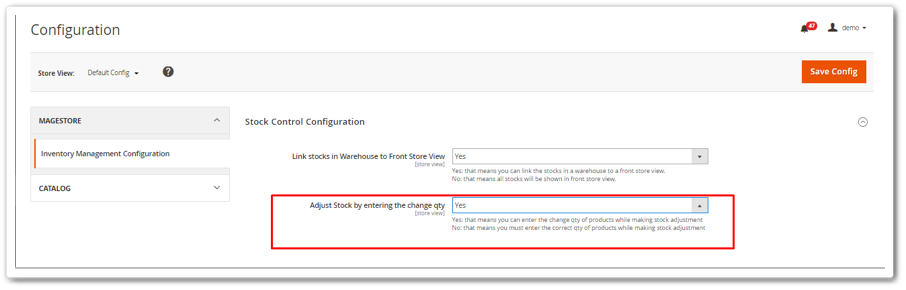 Configuration
47
demo
Store View: Default Config ?
Save Config
MAGESTORE
Inventory Management Configuration
CATALOG
Stock Control Configuration
Link stocks in Warehouse to Front Store View Yes
[store view]
Yes: that means you can link the stocks in a warehouse to a front store view.
No: that means all stocks will be shown in front store view.
Adjust Stock by entering the change qty Yes
[store view]
Yes: that means you can enter the change qty of products while making stock adjustment
No: that means you must enter the correct qty of products while making stock adjustment